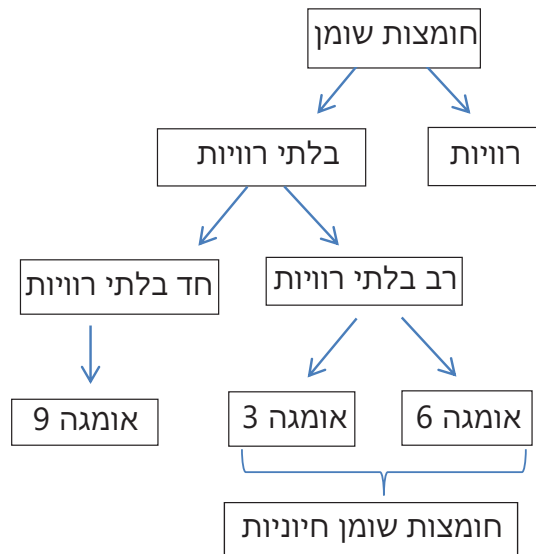 חומצות שומן
רוויות
בלתי רוויות
רב בלתי רוויות
חד בלתי רוויות
אומגה 6
אומגה 3
אומגה 9
חומצות שומן חיוניות